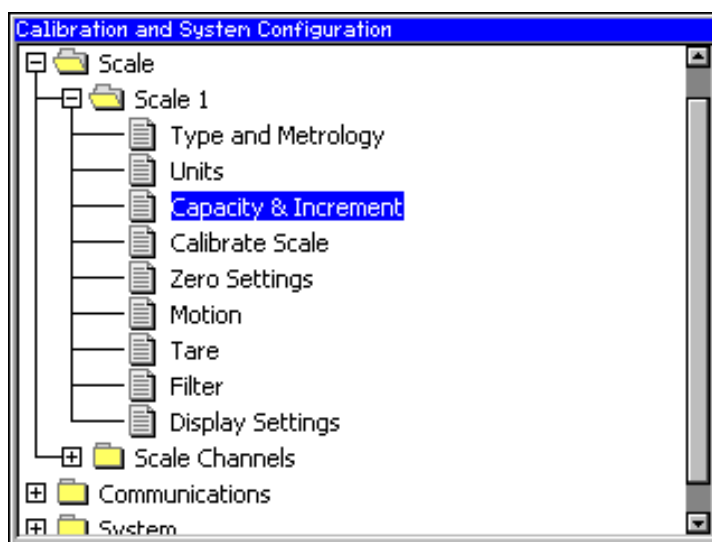 Calibration and System Configuration
Scale
Scale 1
Type and Metrology
Units
Capacity & Increment
Calibrate Scale
Zero Settings
Motion
Tare
Filter
Display Settings
Scale Channels
Communications
System